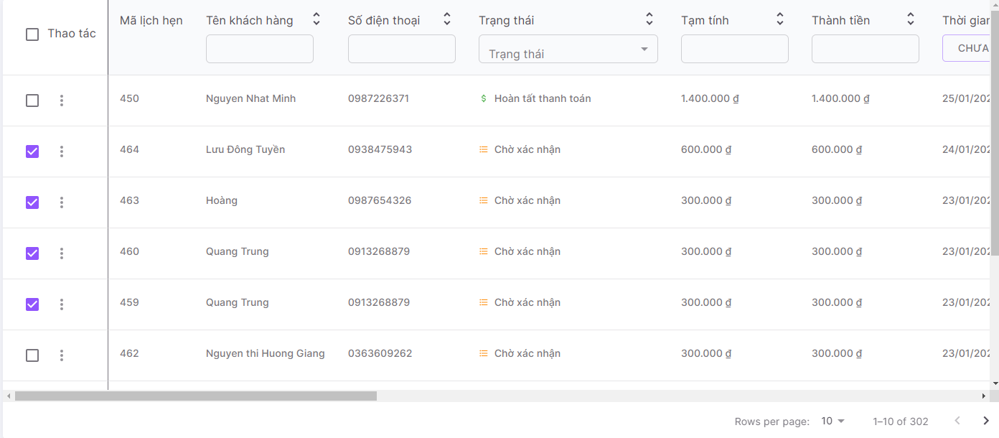 Thao tác Mã lịch hẹn Tên khách hàng Số điện thoại Trạng thái Tạm tính Thành tiền Thời gian
Trạng thái CHƯA
450 Nguyen Nhat Minh 0987226371 $ Hoàn tất thanh toán 1.400.000 ₫ 1.400.000 ₫ 25/01/202
464 Lưu Đông Tuyền 0938475943 Chờ xác nhận 600.000 ₫ 600.000 ₫ 24/01/202
463 Hoàng 0987654326 Chờ xác nhận 300.000 ₫ 300.000 ₫ 23/01/202
460 Quang Trung 0913268879 Chờ xác nhận 300.000 ₫ 300.000 ₫ 23/01/202
459 Quang Trung 0913268879 Chờ xác nhận 300.000 ₫ 300.000 ₫ 23/01/202
462 Nguyen thi Huong Giang 0363609262 Chờ xác nhận 300.000 ₫ 300.000 ₫ 23/01/202
Rows per page: 10 1–10 of 302